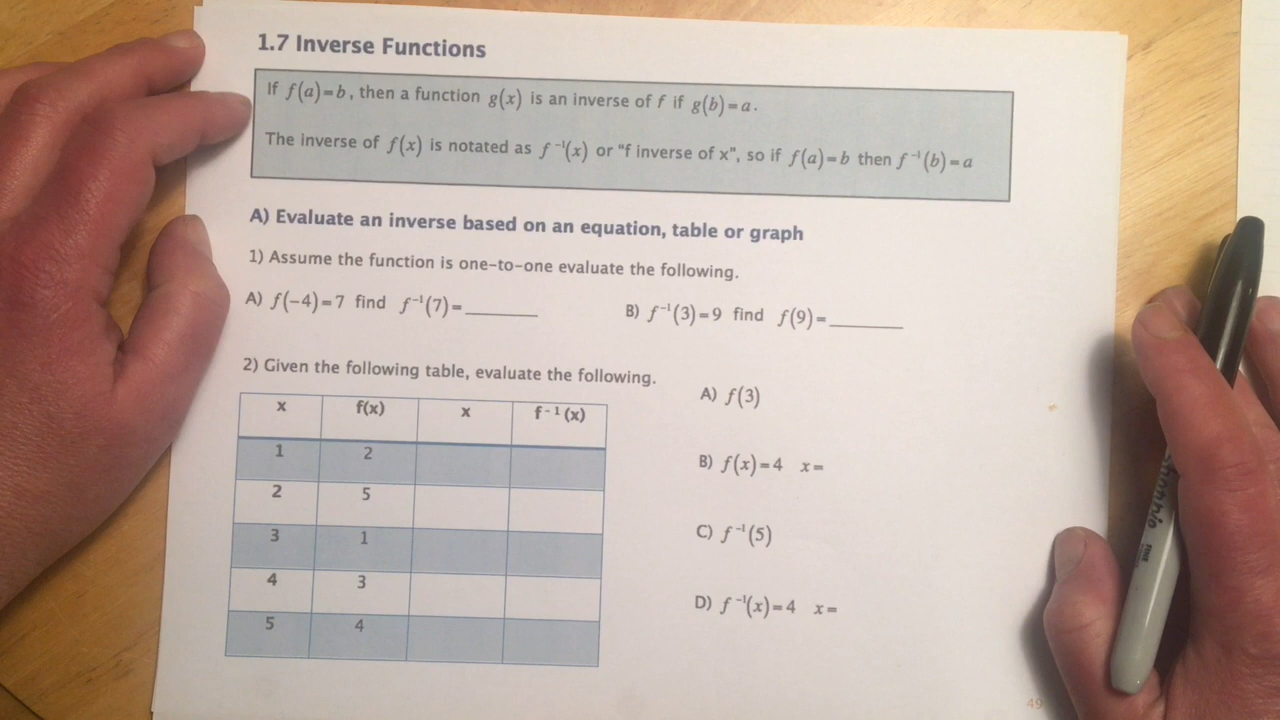 1.7 Inverse Functions
If f(a)=b, then a function g(x) is an inverse of f if g(b)=a.
The inverse of f(x) is notated as f⁻¹(x) or "f inverse of x", so if f(a)=b then f⁻¹(b)=a
A) Evaluate an inverse based on an equation, table or graph
1) Assume the function is one-to-one evaluate the following.
A) f(-4)=7 find f⁻¹(7)=________ B) f⁻¹(3)=9 find f(9)=________
2) Given the following table, evaluate the following.
x f(x) x f-1(x)
1 2
2 5
3 1
4 3
5 4
A) f(3)
B) f(x)=4 x=
C) f⁻¹(5)
D) f⁻¹(x)=4 x=
49